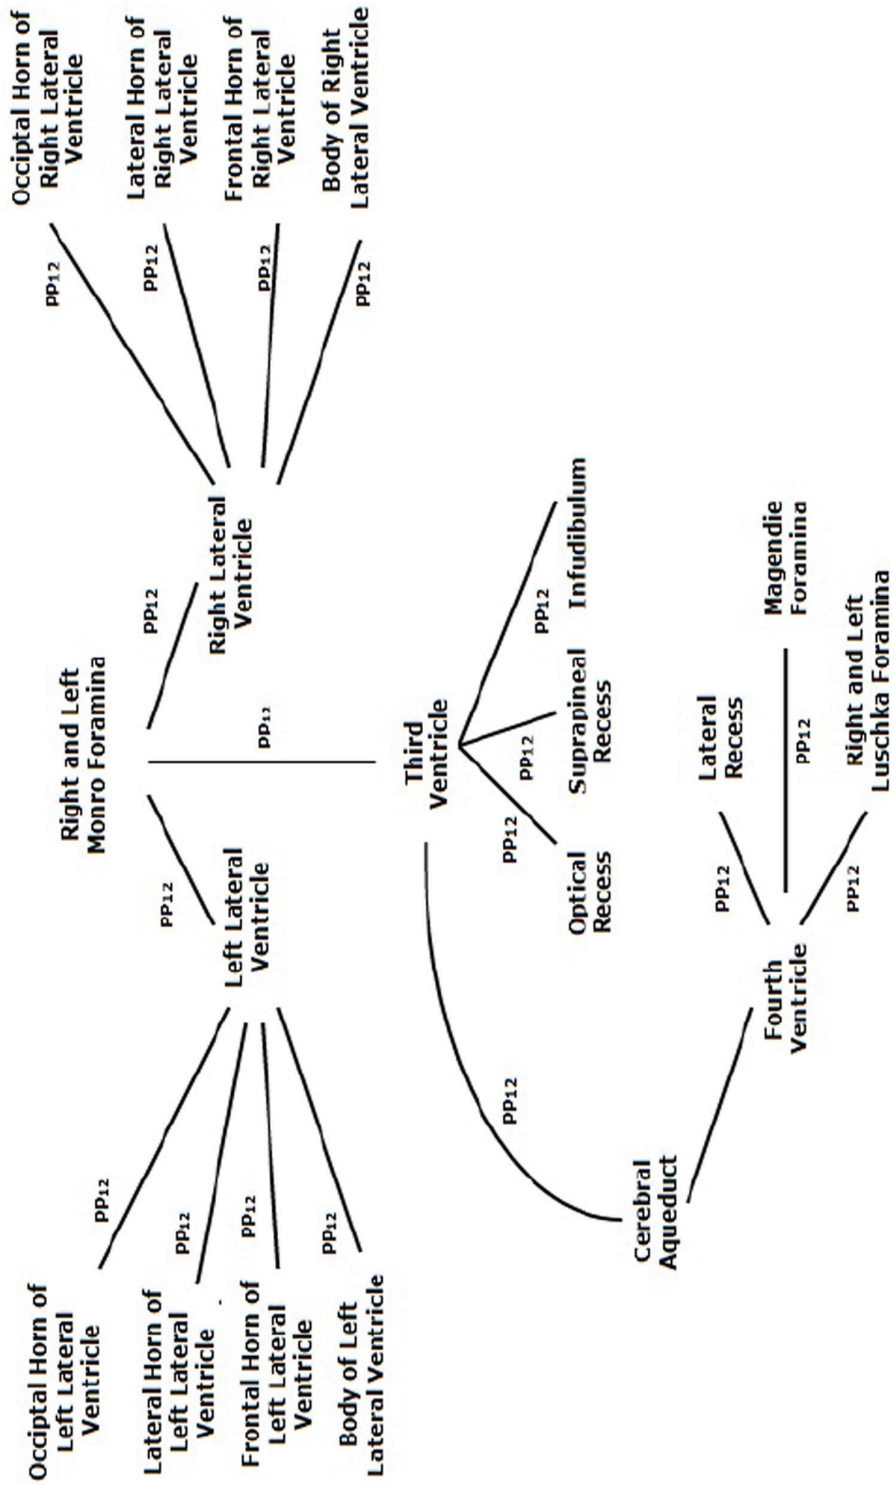 Right and Left
Monro Foramina
PP12
PP12
Left Lateral
Ventricle
PP12
Right Lateral
Ventricle
Occiptal Horn of
Left Lateral
Ventricle
PP12
Lateral Horn of
Left Lateral
Ventricle
PP12
Frontal Horn of
Left Lateral
Ventricle
PP12
Body of Left
Lateral Ventricle
PP12
Occiptal Horn of
Right Lateral
Ventricle
PP12
Lateral Horn of
Right Lateral
Ventricle
PP12
Frontal Horn of
Right Lateral
Ventricle
PP12
Body of Right
Lateral Ventricle
PP12
Third
Ventricle
PP12
PP12
PP12
PP12
Optical
Recess
Suprapineal
Recess
Infudibulum
Cerebral
Aqueduct
Fourth
Ventricle
PP12
Lateral
Recess
PP12
Magendie
Foramina
PP12
Right and Left
Luschka Foramina